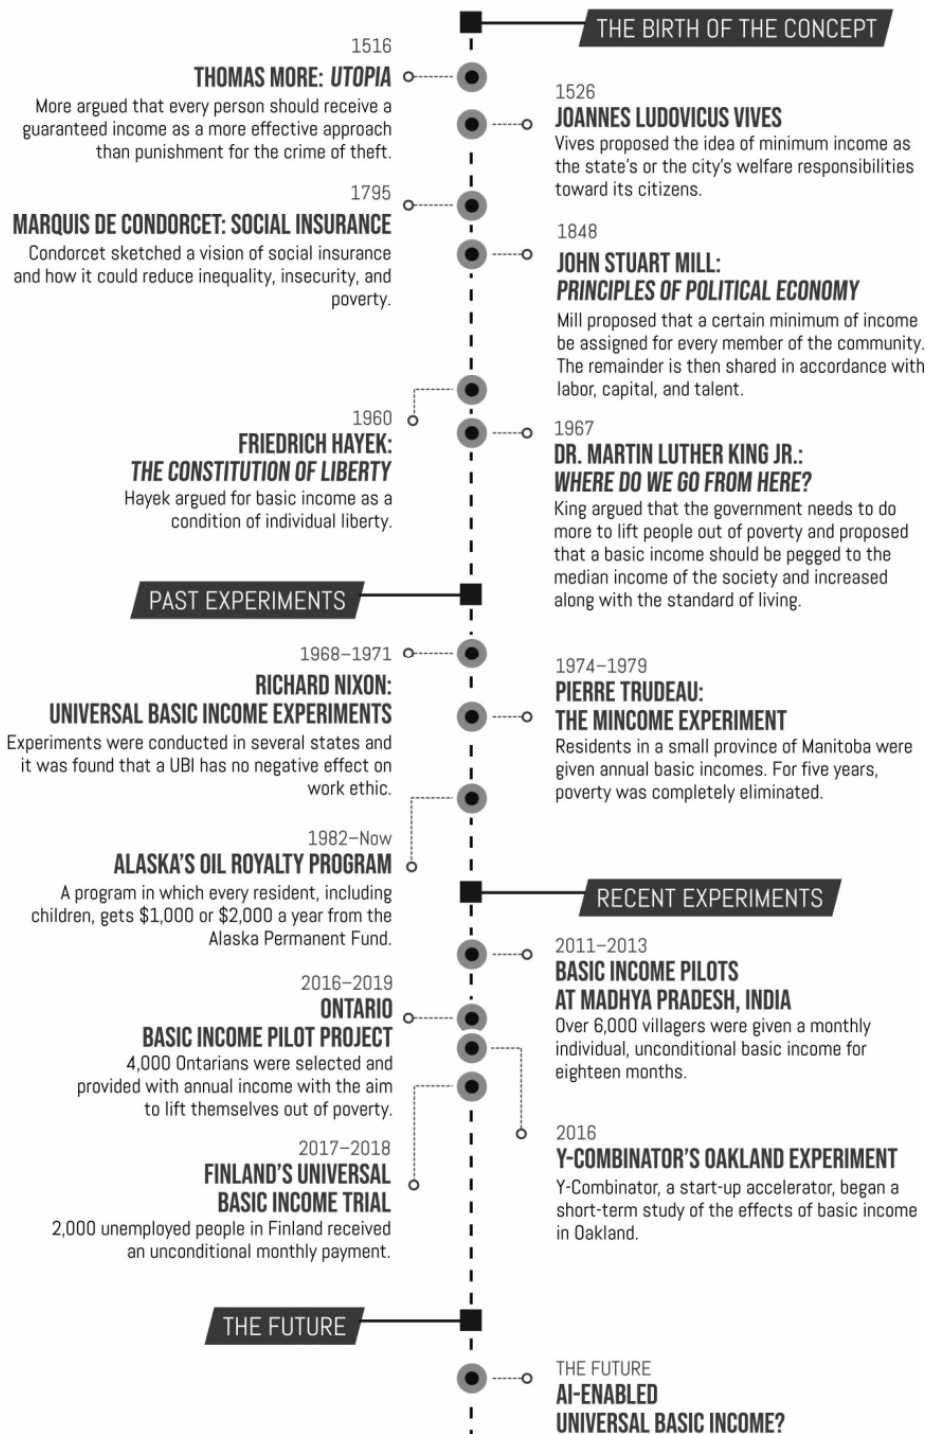 THE BIRTH OF THE CONCEPT
1516
THOMAS MORE: UTOPIA
More argued that every person should receive a
guaranteed income as a more effective approach
than punishment for the crime of theft.
1526
JOANNES LUDOVICUS VIVES
Vives proposed the idea of minimum income as
the state's or the city's welfare responsibilities
toward its citizens.
1795
MARQUIS DE CONDORCET: SOCIAL INSURANCE
Condorcet sketched a vision of social insurance
and how it could reduce inequality, insecurity, and
poverty.
1848
JOHN STUART MILL:
PRINCIPLES OF POLITICAL ECONOMY
Mill proposed that a certain minimum of income
be assigned for every member of the community.
The remainder is then shared in accordance with
labor, capital, and talent.
1960
FRIEDRICH HAYEK:
THE CONSTITUTION OF LIBERTY
Hayek argued for basic income as a
condition of individual liberty.
1967
DR. MARTIN LUTHER KING JR.:
WHERE DO WE GO FROM HERE?
King argued that the government needs to do
more to lift people out of poverty and proposed
that a basic income should be pegged to the
median income of the society and increased
along with the standard of living.
PAST EXPERIMENTS
1968–1971
RICHARD NIXON:
UNIVERSAL BASIC INCOME EXPERIMENTS
Experiments were conducted in several states and
it was found that a UBI has no negative effect on
work ethic.
1974–1979
PIERRE TRUDEAU:
THE MINCOME EXPERIMENT
Residents in a small province of Manitoba were
given annual basic incomes. For five years,
poverty was completely eliminated.
1982–Now
ALASKA'S OIL ROYALTY PROGRAM
A program in which every resident, including
children, gets $1,000 or $2,000 a year from the
Alaska Permanent Fund.
RECENT EXPERIMENTS
2011–2013
BASIC INCOME PILOTS
AT MADHYA PRADESH, INDIA
Over 6,000 villagers were given a monthly
individual, unconditional basic income for
eighteen months.
2016–2019
ONTARIO
BASIC INCOME PILOT PROJECT
4,000 Ontarians were selected and
provided with annual income with the aim
to lift themselves out of poverty.
2016
Y-COMBINATOR'S OAKLAND EXPERIMENT
Y-Combinator, a start-up accelerator, began a
short-term study of the effects of basic income
in Oakland.
2017–2018
FINLAND'S UNIVERSAL
BASIC INCOME TRIAL
2,000 unemployed people in Finland received
an unconditional monthly payment.
THE FUTURE
THE FUTURE
AI-ENABLED
UNIVERSAL BASIC INCOME?